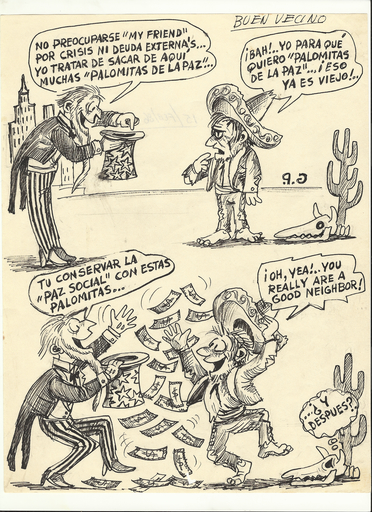 BUEN VECINO
NO PREOCUPARSE "MY FRIEND"
POR CRISIS NI DEUDA EXTERNA'S...
YO TRATAR DE SACAR DE AQUÍ
MUCHAS "PALOMITAS DE LA PAZ"...
¡BAH!..YO PARA QUÉ
QUIERO "PALOMITAS
DE LA PAZ"...¡ESO
YA ES VIEJO!..
TU CONSERVAR LA
"PAZ SOCIAL" CON ESTAS
PALOMITAS...
¡OH, YEA!..YOU
REALLY ARE A
GOOD NEIGHBOR!
...¿Y
DESPUES?